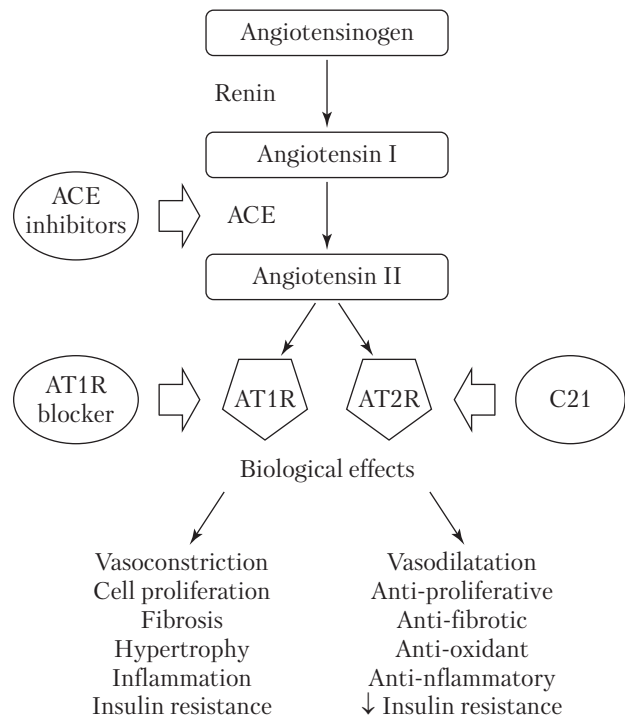 Angiotensinogen
Renin
Angiotensin I
ACE
inhibitors
ACE
Angiotensin II
AT1R
blocker
AT1R
AT2R
C21
Biological effects
Vasoconstriction
Cell proliferation
Fibrosis
Hypertrophy
Inflammation
Insulin resistance
Vasodilatation
Anti-proliferative
Anti-fibrotic
Anti-oxidant
Anti-nflammatory
↓ Insulin resistance